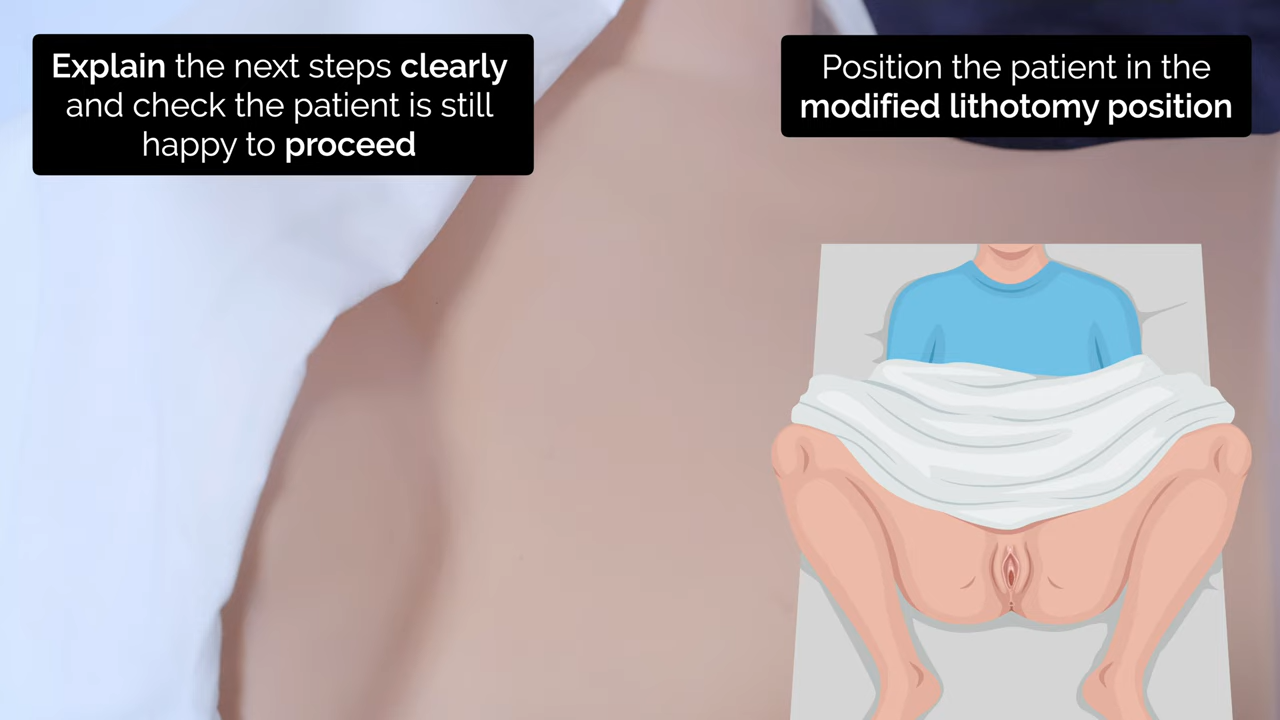 Explain the next steps clearly
and check the patient is still
happy to proceed
Position the patient in the
modified lithotomy position